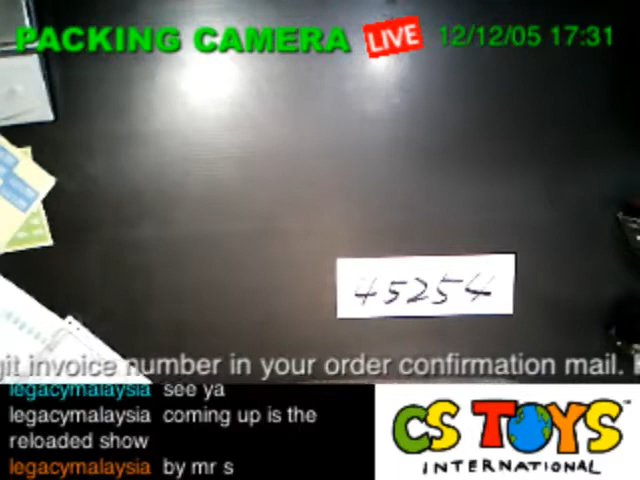 PACKING CAMERA LIVE 12/12/05 17:31
45254
git invoice number in your order confirmation mail.
legacymalaysia see ya
legacymalaysia coming up is the
reloaded show
legacymalaysia by mr s
CS TOYS
INTERNATIONAL